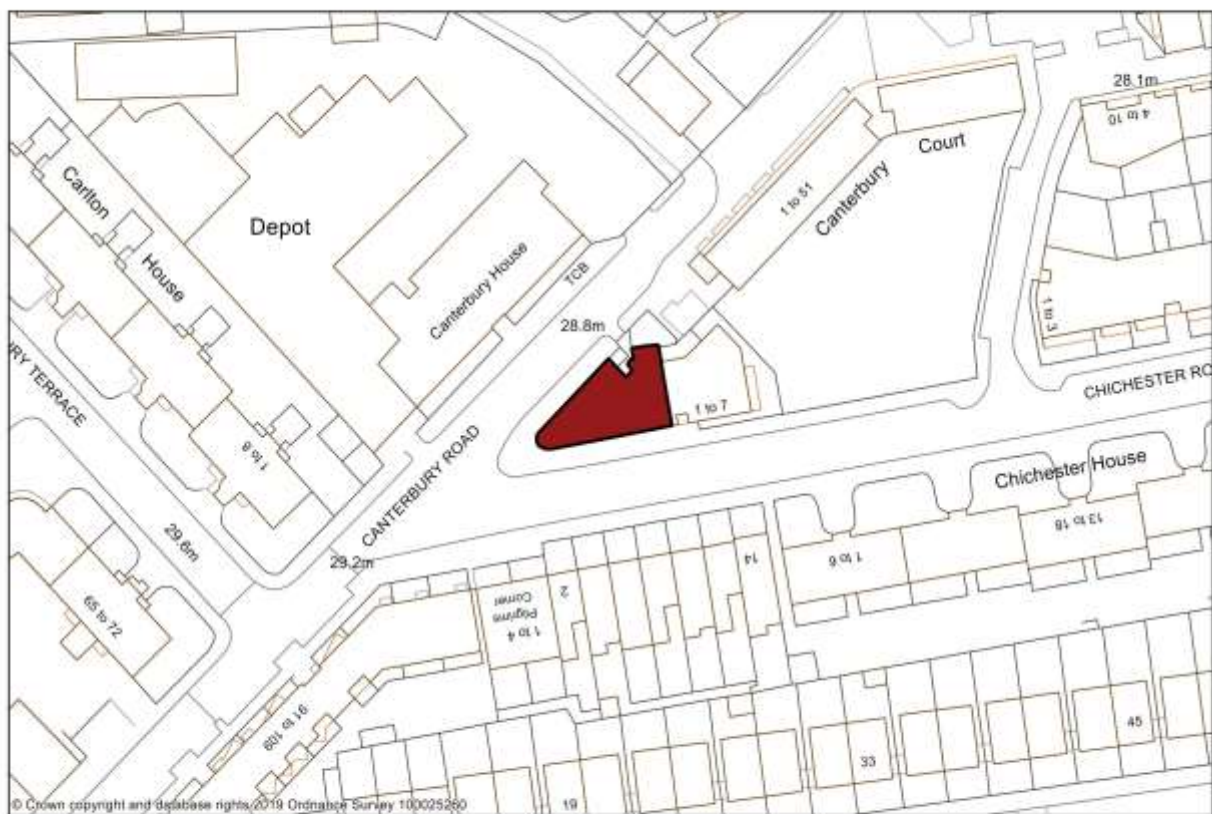 28.1m
4 to 10
Court
1 to 51
Canterbury
Carlton
House
Depot
Canterbury House
TCB
28.8m
1 to 3
CHICHESTER RO
1 to 7
URY TERRACE
1 to 8
CANTERBURY ROAD
Chichester House
13 to 18
1 to 6
14
2
1 to 4
Pilgrims
Corner
29.6m
29.2m
65 to 72
91 to 109
45
33
19
© Crown copyright and database rights 2019 Ordnance Survey 100025260